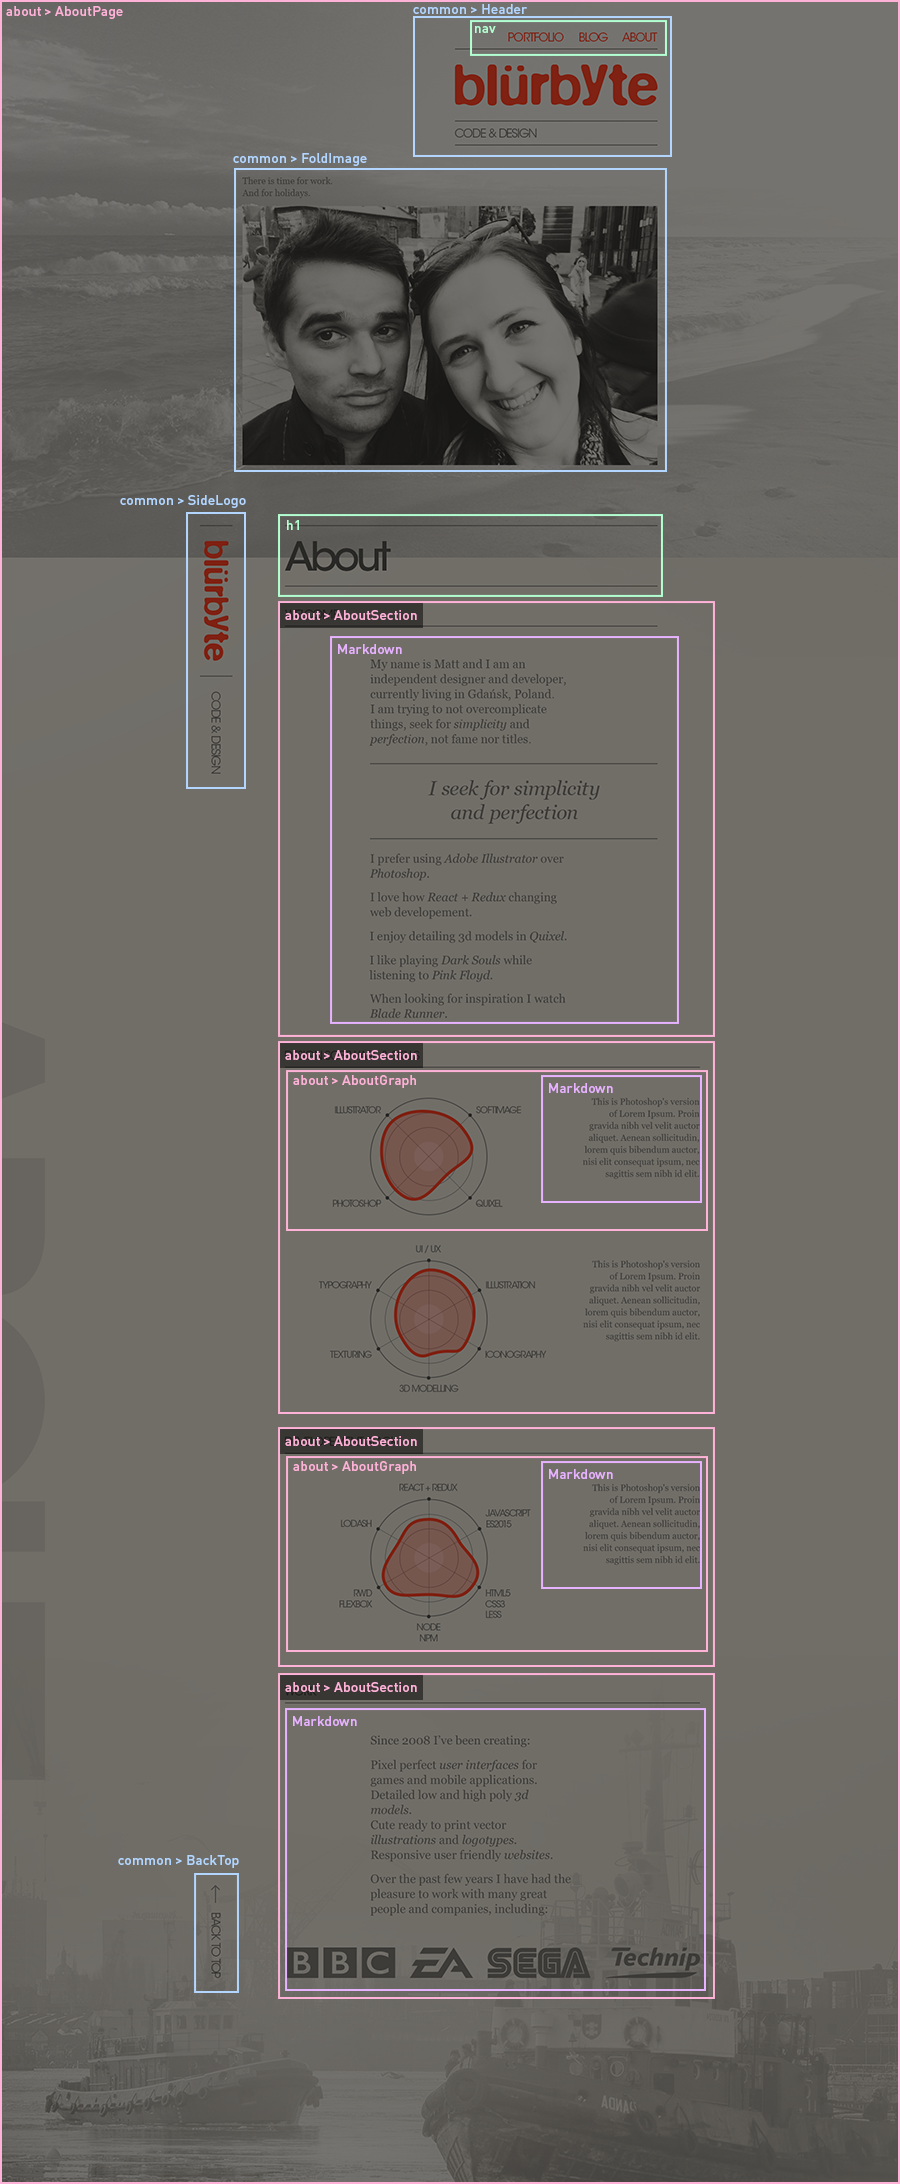 about > AboutPage
common > Header
nav
PORTFOLIO BLOG ABOUT
blürbyte
CODE & DESIGN
common > FoldImage
There is time for work.
And for holidays.
common > SideLogo
blürbyte
CODE & DESIGN
h1
About
about > AboutSection
Markdown
My name is Matt and I am an
independent designer and developer,
currently living in Gdańsk, Poland.
I am trying to not overcomplicate
things, seek for simplicity and
perfection, not fame nor titles.
I seek for simplicity
and perfection
I prefer using Adobe Illustrator over
Photoshop.
I love how React + Redux changing
web developement.
I enjoy detailing 3d models in Quixel.
I like playing Dark Souls while
listening to Pink Floyd.
When looking for inspiration I watch
Blade Runner.
about > AboutSection
about > AboutGraph
ILLUSTRATOR
SOFTIMAGE
PHOTOSHOP
QUIXEL
Markdown
This is Photoshop's version
of Lorem Ipsum. Proin
gravida nibh vel velit auctor
aliquet. Aenean sollicitudin,
lorem quis bibendum auctor,
nisi elit consequat ipsum, nec
sagittis sem nibh id elit.
UI / UX
TYPOGRAPHY
ILLUSTRATION
TEXTURING
ICONOGRAPHY
3D MODELLING
This is Photoshop's version
of Lorem Ipsum. Proin
gravida nibh vel velit auctor
aliquet. Aenean sollicitudin,
lorem quis bibendum auctor,
nisi elit consequat ipsum, nec
sagittis sem nibh id elit.
about > AboutSection
about > AboutGraph
REACT + REDUX
LODASH
JAVASCRIPT
ES2015
RWD
FLEXBOX
HTML5
CSS3
LESS
NODE
NPM
Markdown
This is Photoshop's version
of Lorem Ipsum. Proin
gravida nibh vel velit auctor
aliquet. Aenean sollicitudin,
lorem quis bibendum auctor,
nisi elit consequat ipsum, nec
sagittis sem nibh id elit.
about > AboutSection
Markdown
Since 2008 I've been creating:
Pixel perfect user interfaces for
games and mobile applications.
Detailed low and high poly 3d
models.
Cute ready to print vector
illustrations and logotypes.
Responsive user friendly websites.
Over the past few years I have had the
pleasure to work with many great
people and companies, including:
BBC EA SEGA Technip
common > BackTop
← BACK TO TOP